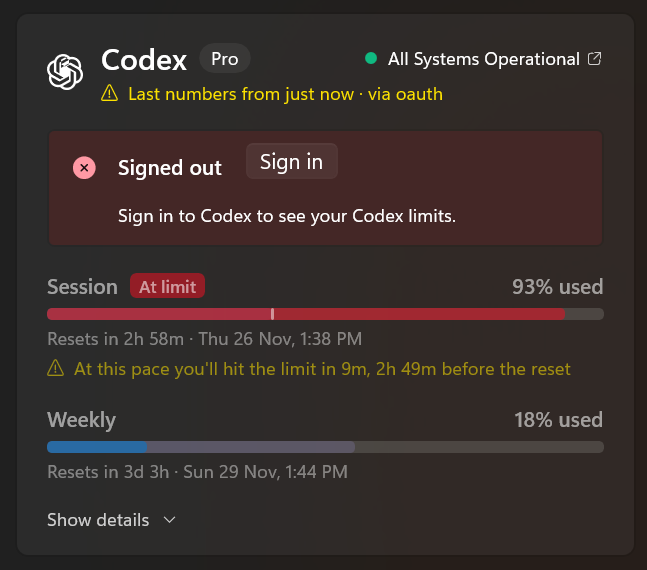 Codex Pro All Systems Operational
Last numbers from just now · via oauth
Signed out Sign in
Sign in to Codex to see your Codex limits.
Session At limit 93% used
Resets in 2h 58m · Thu 26 Nov, 1:38 PM
At this pace you'll hit the limit in 9m, 2h 49m before the reset
Weekly 18% used
Resets in 3d 3h · Sun 29 Nov, 1:44 PM
Show details